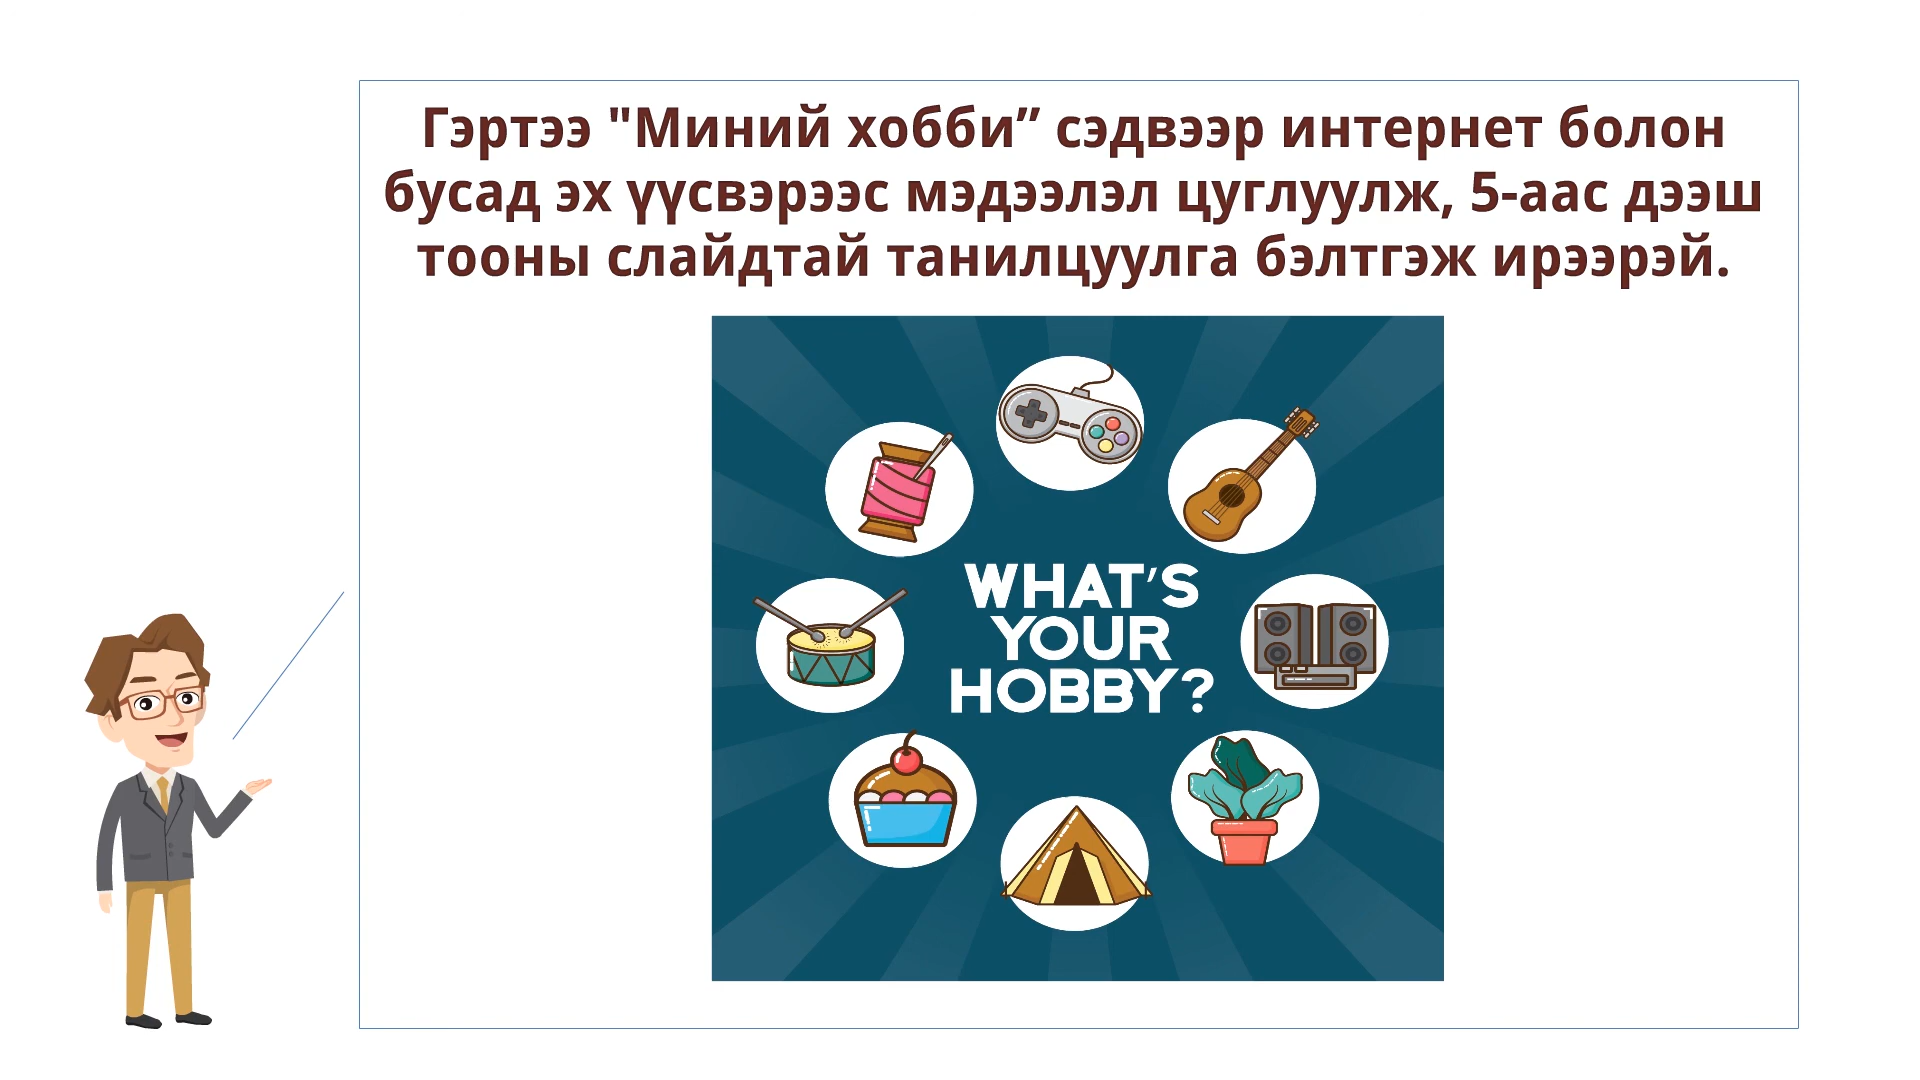 Гэртээ "Миний хобби” сэдвээр интернет болон
бусад эх үүсвэрээс мэдээлэл цуглуулж, 5-аас дээш
тооны слайдтай танилцуулга бэлтгэж ирээрэй.
WHAT'S
YOUR
HOBBY?